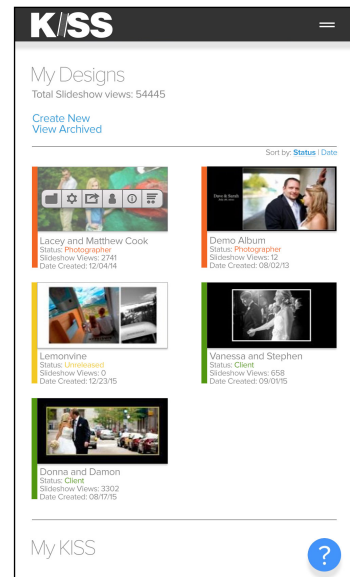 K//SS
My Designs
Total Slideshow views: 54445
Create New
View Archived
Sort by: Status | Date
Lacey and Matthew Cook
Status: Photographer
Slideshow Views: 2741
Date Created: 12/04/14
Dave & Sarah
Demo Album
Status: Photographer
Slideshow Views: 12
Date Created: 08/02/13
Lemonvine
Status: Unreleased
Slideshow Views: 0
Date Created: 12/23/15
Vanessa and Stephen
Status: Client
Slideshow Views: 658
Date Created: 09/01/15
Donna and Damon
Status: Client
Slideshow Views: 3302
Date Created: 08/17/15
My KISS
?